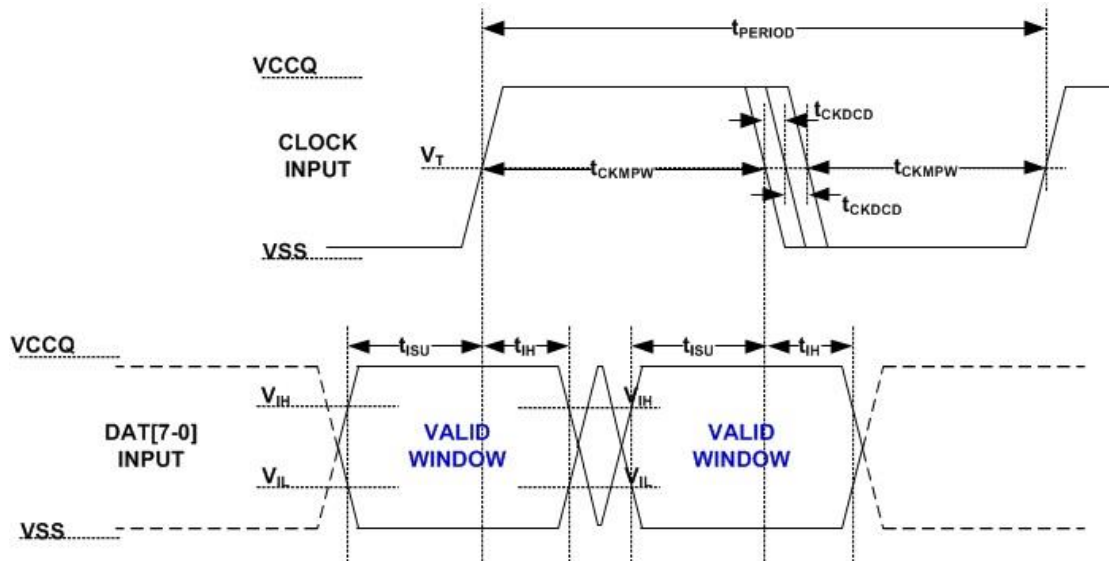 tPERIOD
VCCQ
tCKDCD
CLOCK
INPUT
VT
tCKMPW
tCKMPW
tCKDCD
VSS
VCCQ
tISU
tIH
tISU
tIH
VIH
VIH
DAT[7-0]
INPUT
VALID
WINDOW
VALID
WINDOW
VIL
VIL
VSS